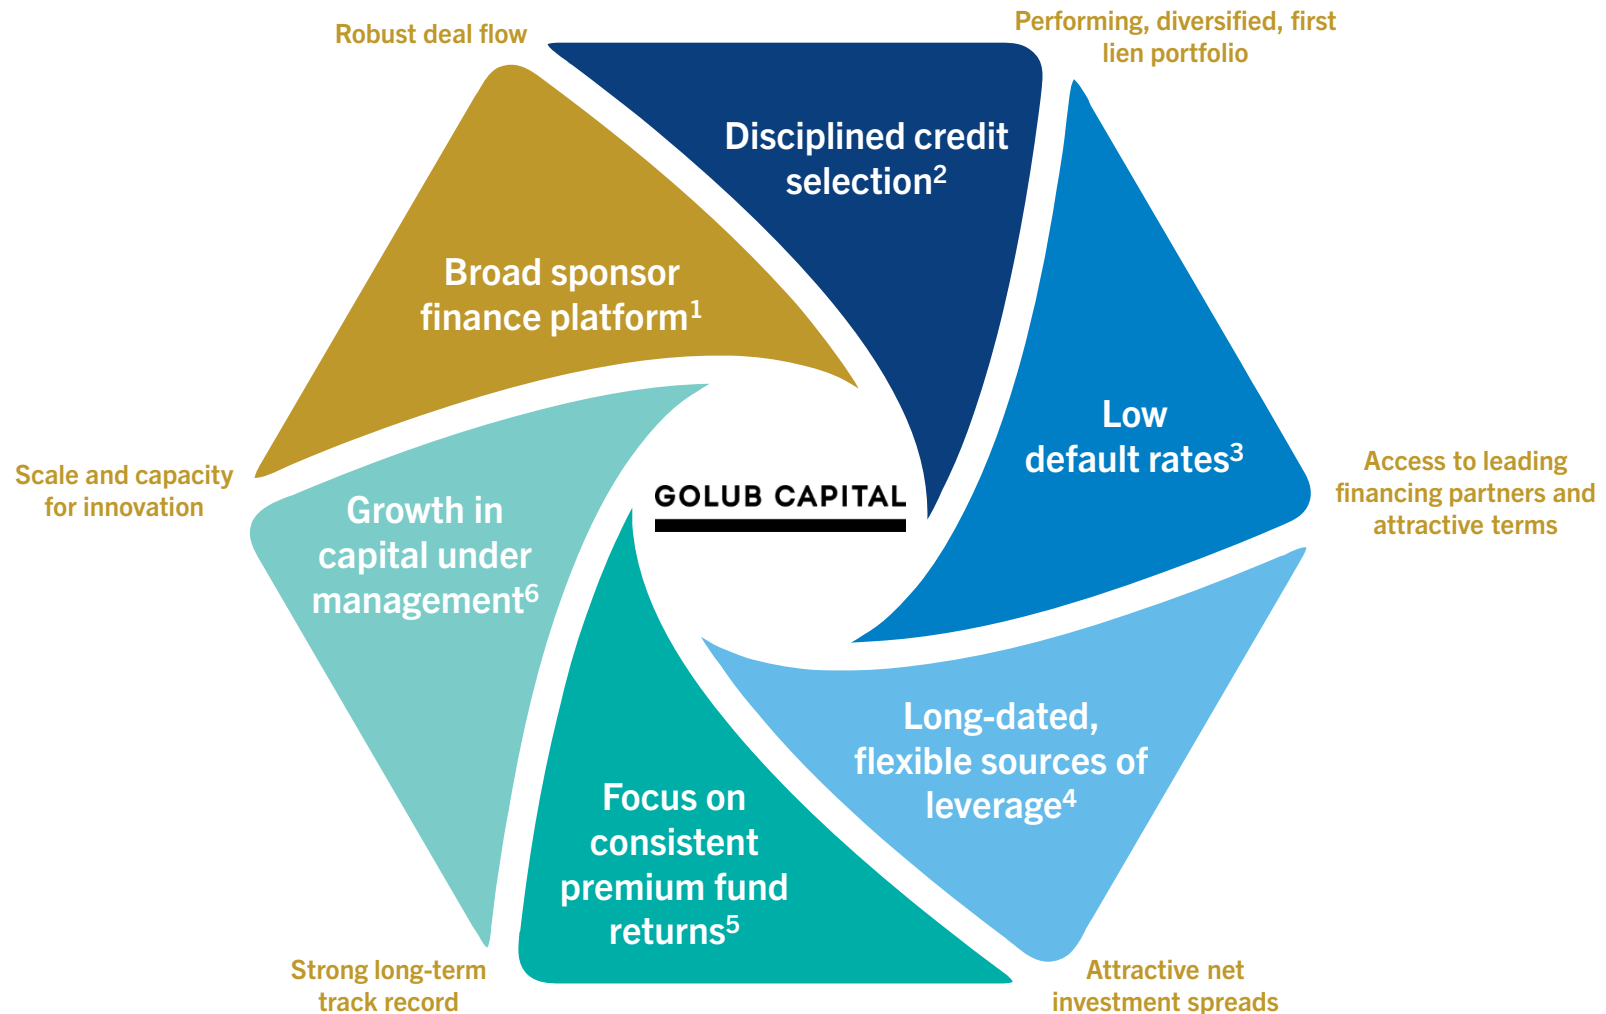 Robust deal flow
Performing, diversified, first
lien portfolio
Disciplined credit
selection²
Broad sponsor
finance platform¹
Low
default rates³
Access to leading
financing partners and
attractive terms
Scale and capacity
for innovation
Growth in
capital under
management⁶
GOLUB CAPITAL
Long-dated,
flexible sources of
leverage⁴
Focus on
consistent
premium fund
returns⁵
Strong long-term
track record
Attractive net
investment spreads